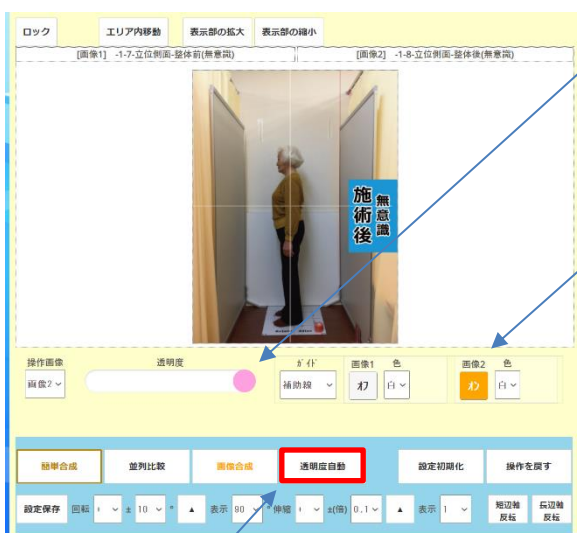 ロック エリア内移動 表示部の拡大 表示部の縮小
[画像1] -1-7-立位側面-整体前(無意識) [画像2] -1-8-立位側面-整体後(無意識)
無意識
施術後
操作画像 透明度 ガイド 画像1 色 画像2 色
画像2 補助線 オフ 白 オン 白
簡単合成 並列比較 画像合成 透明度自動 設定初期化 操作を戻す
設定保存 回転 ± 10 ° ▲ 表示 90 ° 伸縮 ±(倍) 0.1 ▲ 表示 1 短辺軸反転 長辺軸反転